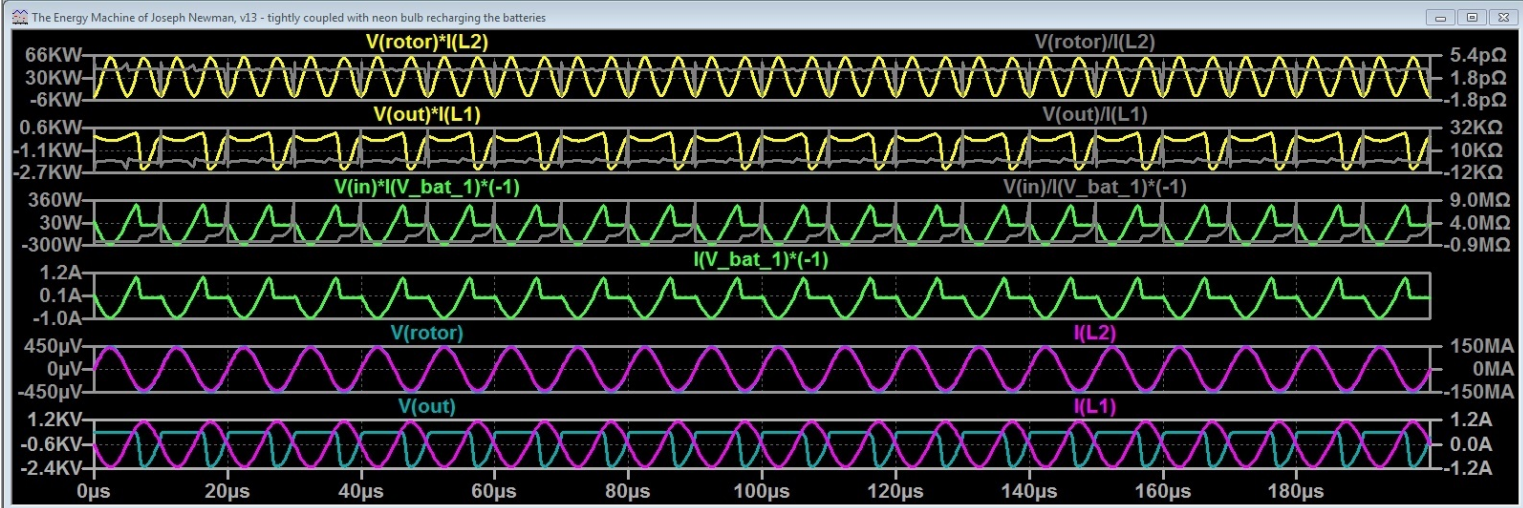 The Energy Machine of Joseph Newman, v13 - tightly coupled with neon bulb recharging the batteries
V(rotor)*I(L2) V(rotor)/I(L2)
66KW 5.4pΩ
30KW 1.8pΩ
-6KW -1.8pΩ
V(out)*I(L1) V(out)/I(L1)
0.6KW 32KΩ
-1.1KW 10KΩ
-2.7KW -12KΩ
V(in)*I(V_bat_1)*(-1) V(in)/I(V_bat_1)*(-1)
360W 9.0MΩ
30W 4.0MΩ
-300W -0.9MΩ
I(V_bat_1)*(-1)
1.2A
0.1A
-1.0A
V(rotor) I(L2)
450µV 150MA
0µV 0MA
-450µV -150MA
V(out) I(L1)
1.2KV 1.2A
-0.6KV 0.0A
-2.4KV -1.2A
0µs 20µs 40µs 60µs 80µs 100µs 120µs 140µs 160µs 180µs